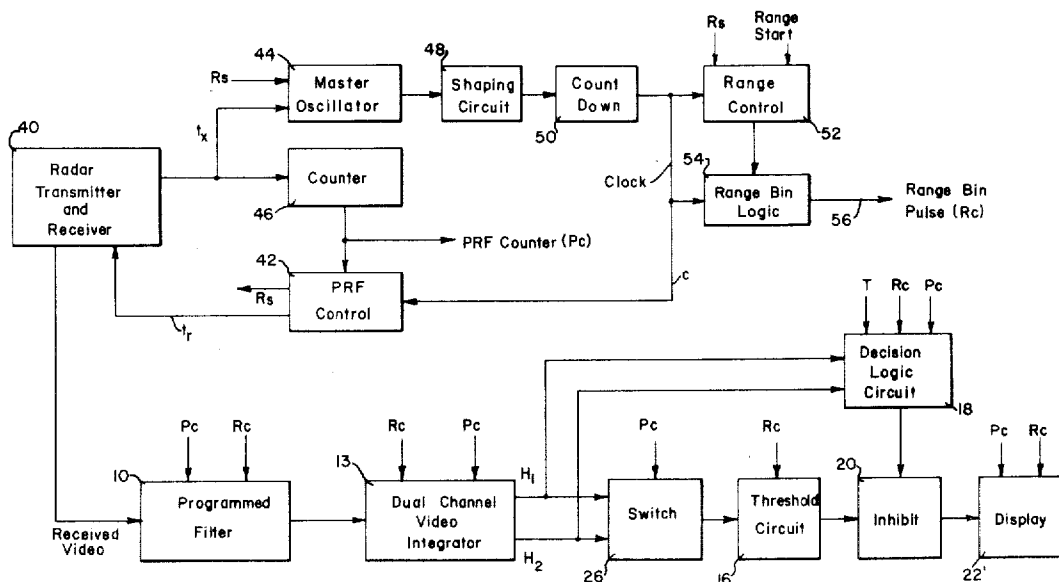 Rs
Range
Start
44
48
Rs
Master
Oscillator
Shaping
Circuit
Count
Down
50
Range
Control
52
40
tx
Radar
Transmitter
and
Receiver
Counter
46
Clock
54
Range Bin
Logic
56
Range Bin
Pulse (Rc)
PRF Counter (Pc)
42
PRF
Control
Rs
tr
c
T
Rc
Pc
Decision
Logic
Circuit
18
Pc
Rc
Rc
Pc
Pc
Rc
Pc
Rc
10
Programmed
Filter
Received
Video
13
Dual Channel
Video
Integrator
H1
H2
Switch
26
Threshold
Circuit
16
20
Inhibit
Display
22'